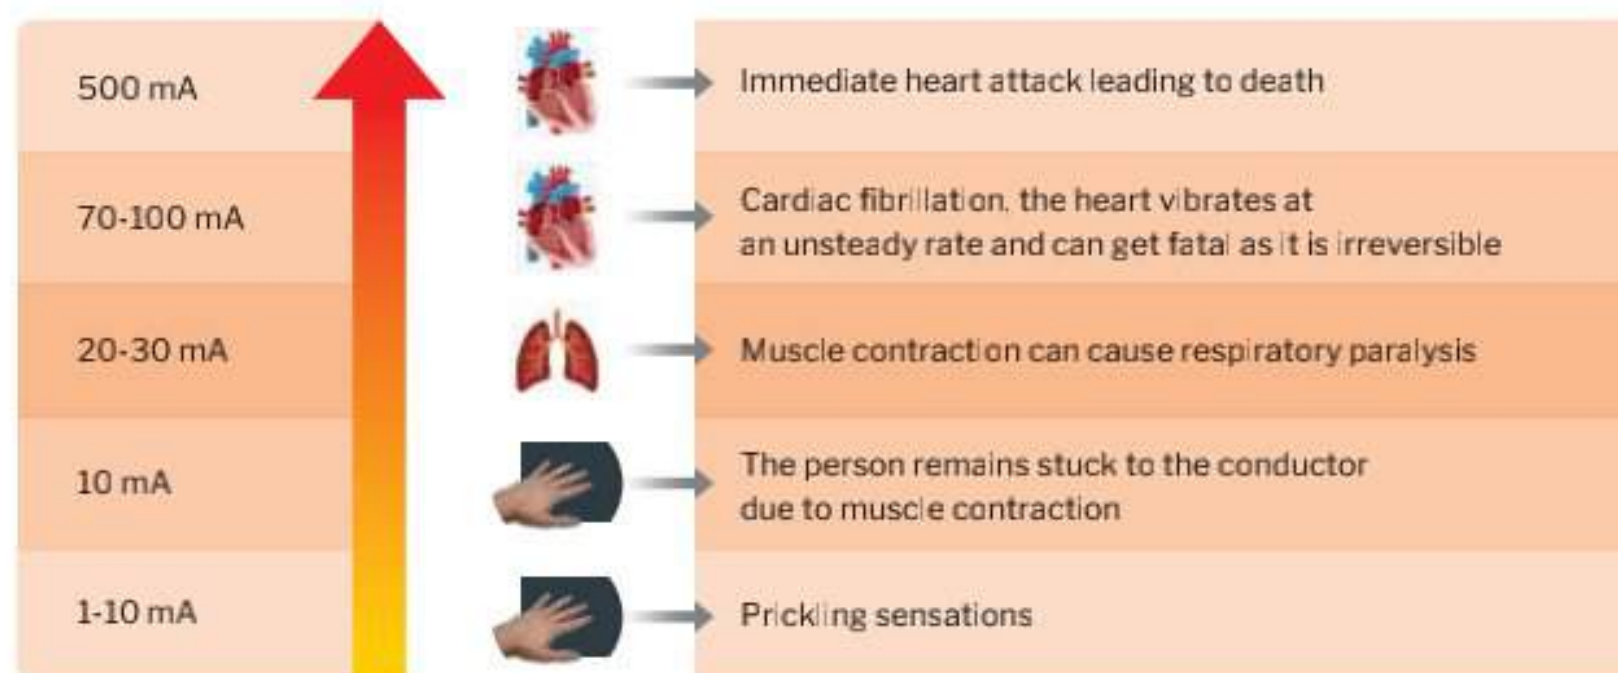 500 mA
Immediate heart attack leading to death
70-100 mA
Cardiac fibrillation, the heart vibrates at
an unsteady rate and can get fatal as it is irreversible
20-30 mA
Muscle contraction can cause respiratory paralysis
10 mA
The person remains stuck to the conductor
due to muscle contraction
1-10 mA
Prickling sensations